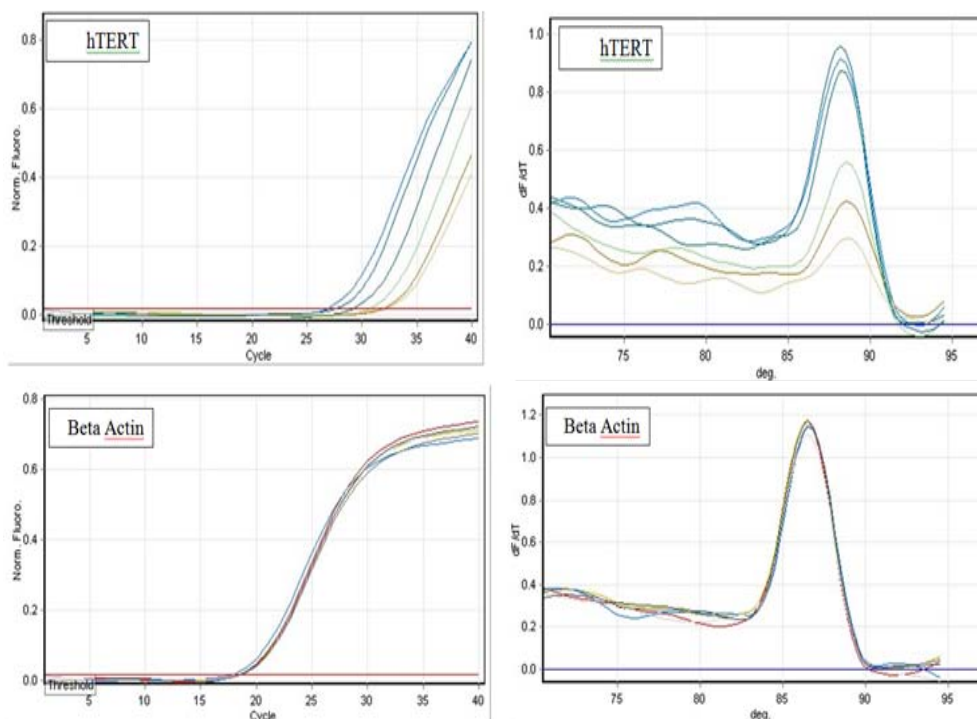 hTERT
Norm. Fluoro.
0.8
0.6
0.4
0.2
0.0
Threshold
5 10 15 20 25 30 35 40
Cycle
hTERT
dF/dT
1.0
0.8
0.6
0.4
0.2
0.0
75 80 85 90 95
deg.
Beta Actin
Norm. Fluoro.
0.8
0.6
0.4
0.2
0.0
Threshold
5 10 15 20 25 30 35 40
Cycle
Beta Actin
dF/dT
1.2
1.0
0.8
0.6
0.4
0.2
0.0
75 80 85 90 95
deg.